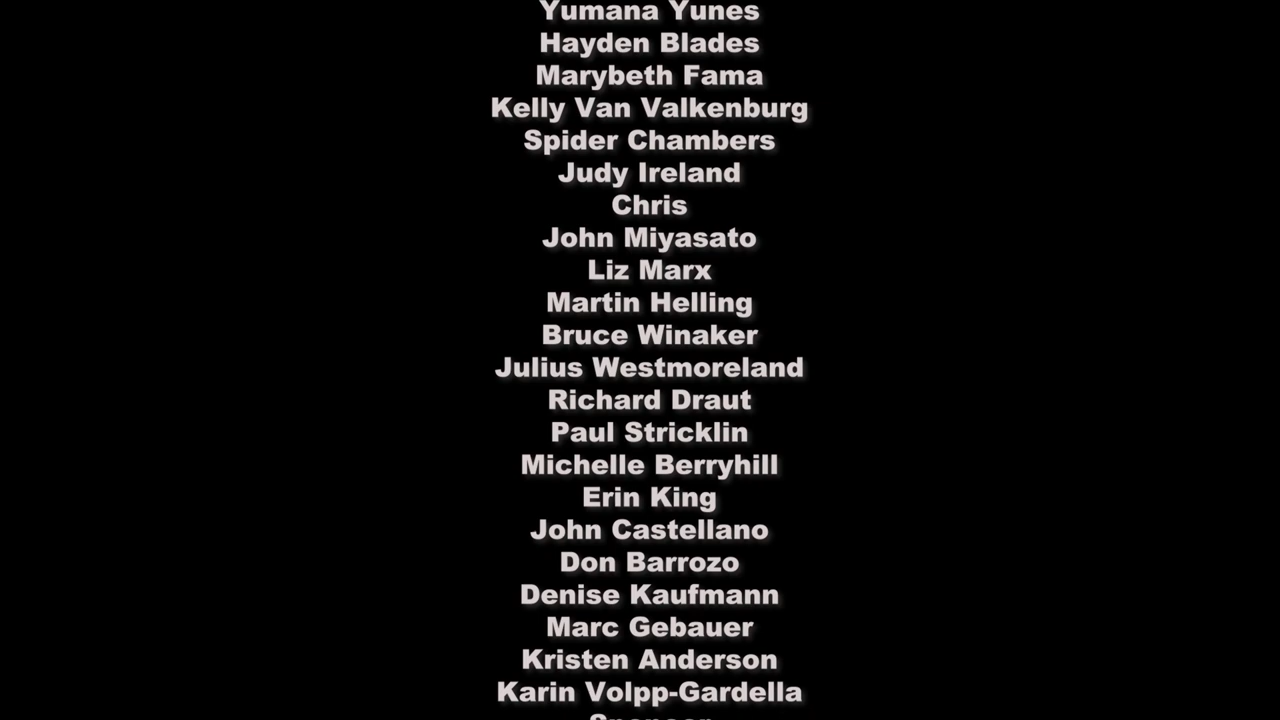 Yumana Yunes
Hayden Blades
Marybeth Fama
Kelly Van Valkenburg
Spider Chambers
Judy Ireland
Chris
John Miyasato
Liz Marx
Martin Helling
Bruce Winaker
Julius Westmoreland
Richard Draut
Paul Stricklin
Michelle Berryhill
Erin King
John Castellano
Don Barrozo
Denise Kaufmann
Marc Gebauer
Kristen Anderson
Karin Volpp-Gardella